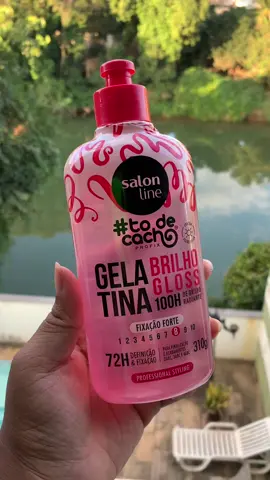 salon
line
#to de
cacho
GELA
TINA
BRILHO
GLOSS
100H
FIXAÇÃO FORTE
1 2 3 4 5 6 7 8 9 10
72H DEFINIÇÃO
& FIXAÇÃO
310g
PROFESSIONAL STYLING